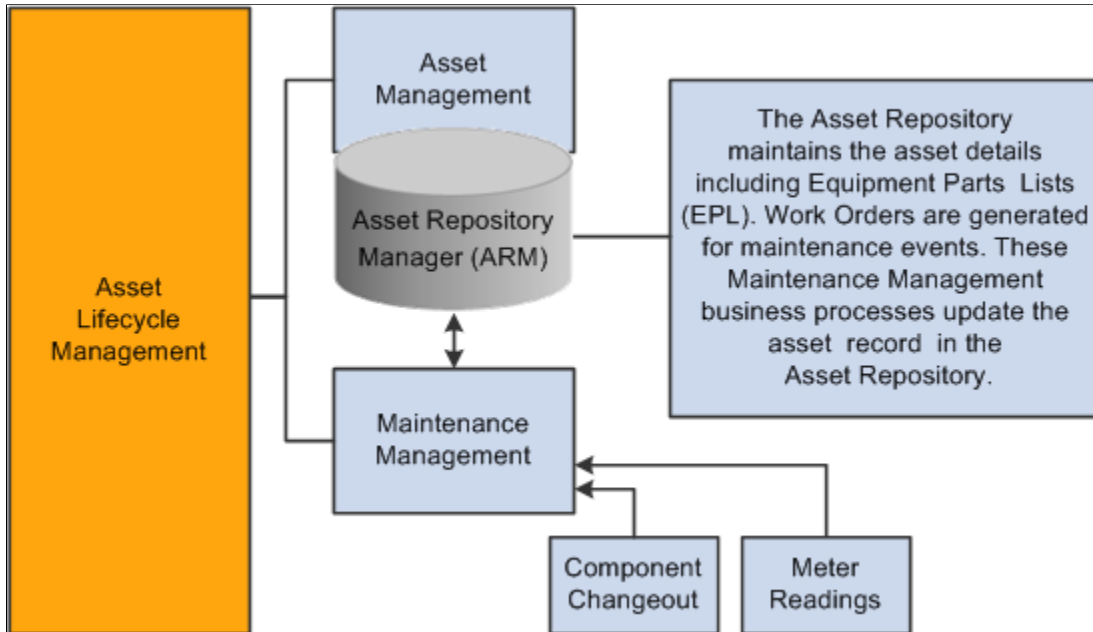 Asset
Lifecycle
Management
Asset
Management
Asset Repository
Manager (ARM)
Maintenance
Management
The Asset Repository
maintains the asset details
including Equipment Parts Lists
(EPL). Work Orders are generated
for maintenance events. These
Maintenance Management
business processes update the
asset record in the
Asset Repository.
Component
Changeout
Meter
Readings